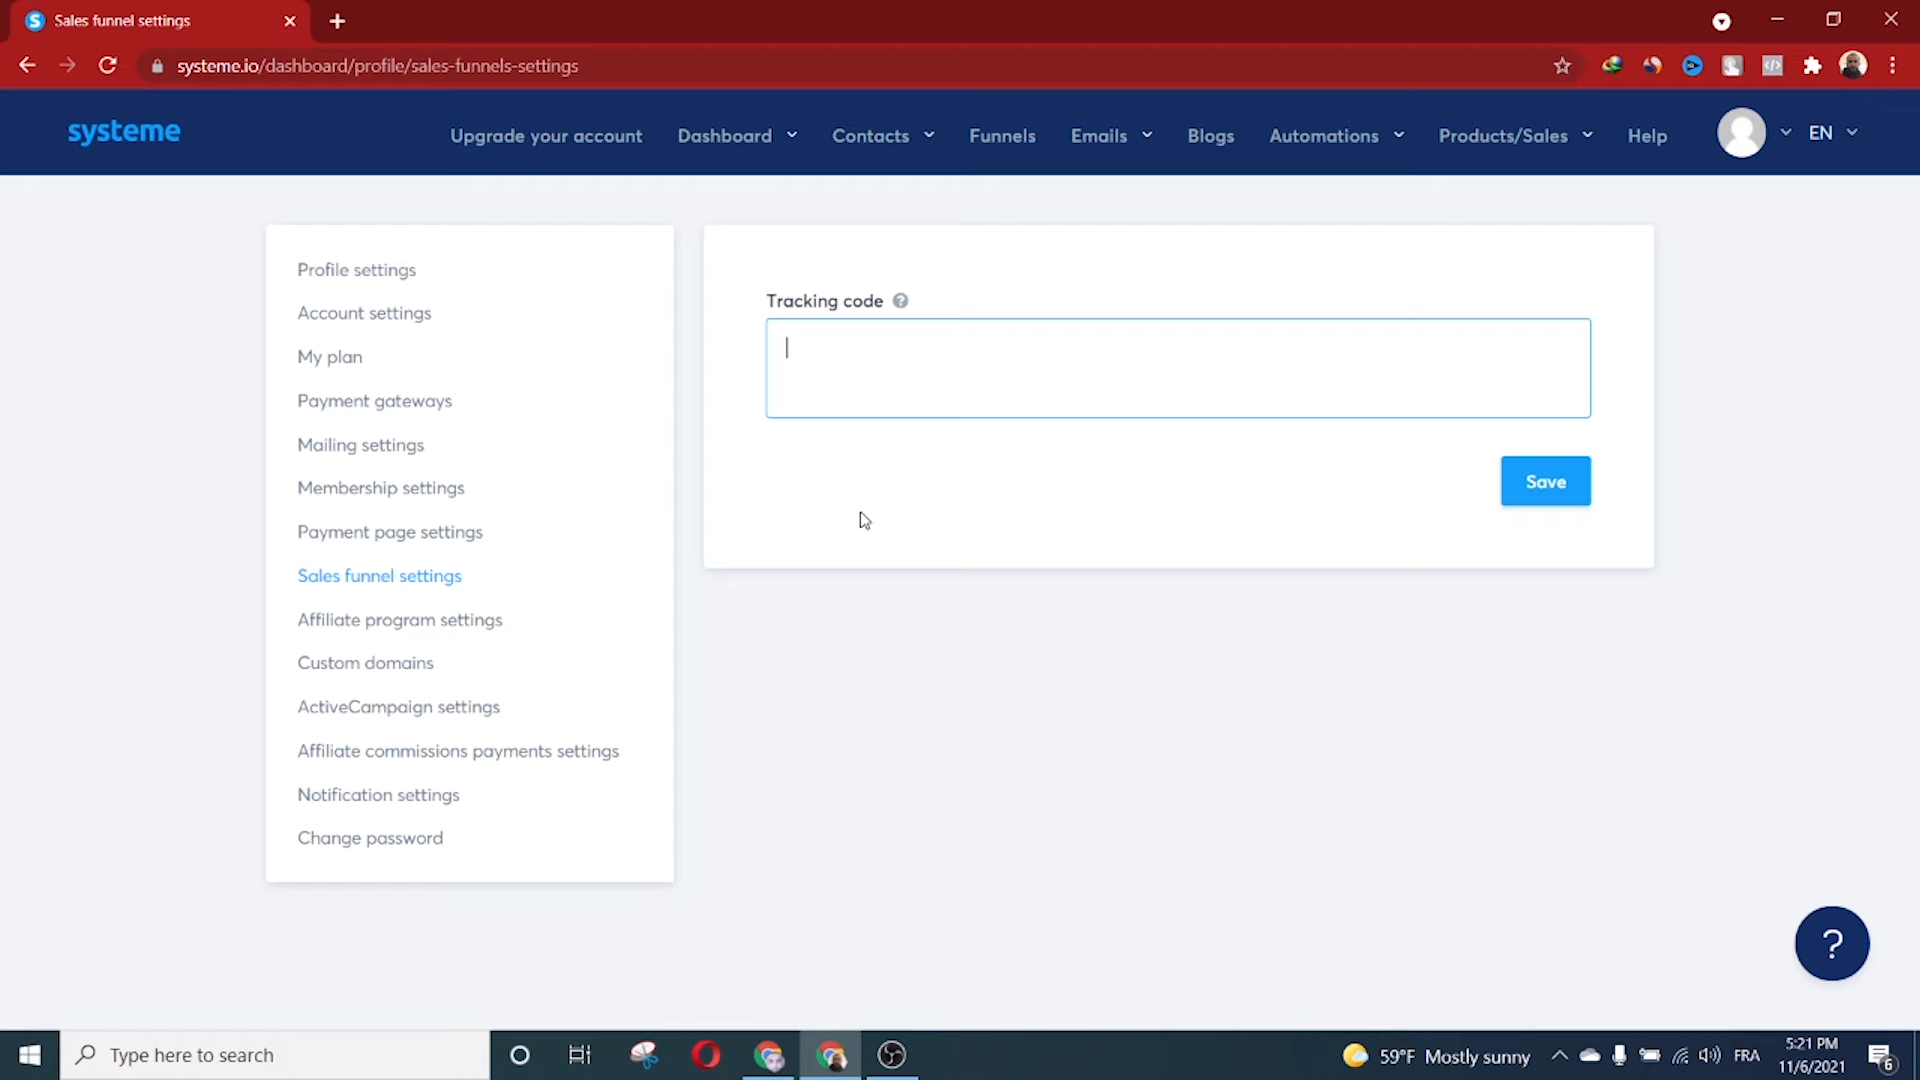 Sales funnel settings
systeme.io/dashboard/profile/sales-funnels-settings
systeme
Upgrade your account
Dashboard
Contacts
Funnels
Emails
Blogs
Automations
Products/Sales
Help
EN
Profile settings
Account settings
My plan
Payment gateways
Mailing settings
Membership settings
Payment page settings
Sales funnel settings
Affiliate program settings
Custom domains
ActiveCampaign settings
Affiliate commissions payments settings
Notification settings
Change password
Tracking code ?
Save
?
Type here to search
59°F Mostly sunny
FRA
5:21 PM
11/6/2021
6